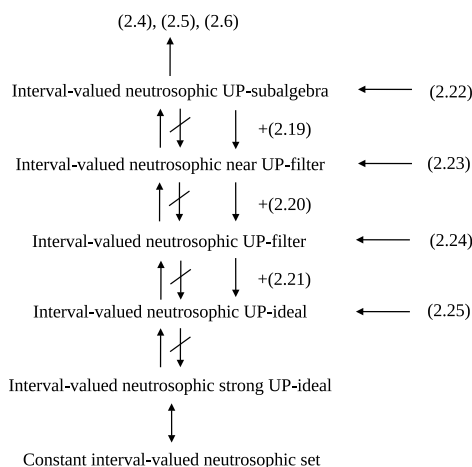 (2.4), (2.5), (2.6)
Interval-valued neutrosophic UP-subalgebra (2.22)
+(2.19)
Interval-valued neutrosophic near UP-filter (2.23)
+(2.20)
Interval-valued neutrosophic UP-filter (2.24)
+(2.21)
Interval-valued neutrosophic UP-ideal (2.25)
Interval-valued neutrosophic strong UP-ideal
Constant interval-valued neutrosophic set